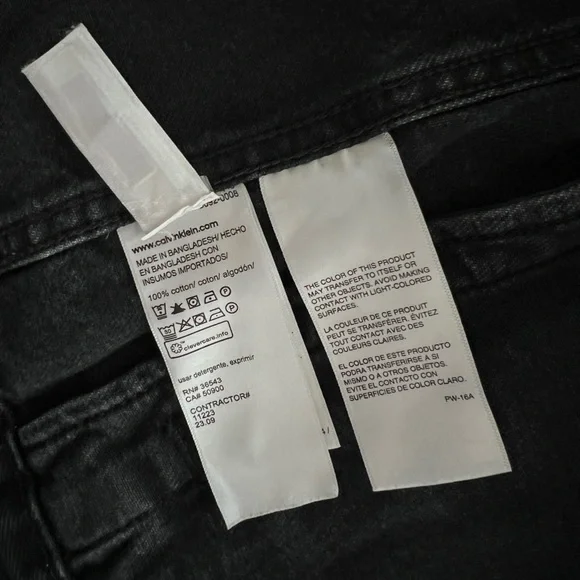 www.calvinklein.com
MADE IN BANGLADESH/ HECHO
EN BANGLADESH CON
INSUMOS IMPORTADOS/
100% cotton/ coton/ algodón/
clevercare.info
usar detergente, exprimir
RN# 36543
CA# 50900
CONTRACTOR#
11223
23.09
4/
THE COLOR OF THIS PRODUCT
MAY TRANSFER TO ITSELF OR
OTHER OBJECTS. AVOID MAKING
CONTACT WITH LIGHT-COLORED
SURFACES.
LA COULEUR DE CE PRODUIT
PEUT SE TRANSFÉRER. ÉVITEZ
TOUT CONTACT AVEC DES
COULEURS CLAIRES.
EL COLOR DE ESTE PRODUCTO
PODRA TRANSFERIRSE A SI
MISMO O A OTROS OBJETOS.
EVITE EL CONTACTO CON
SUPERFICIES DE COLOR CLARO.
PW-16A